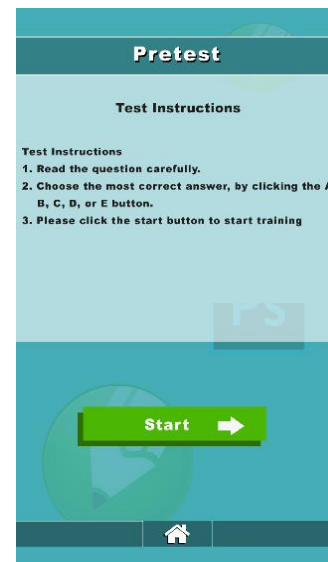 Pretest
Test Instructions
Test Instructions
1. Read the question carefully.
2. Choose the most correct answer, by clicking the A
B, C, D, or E button.
3. Please click the start button to start training
PS
Start